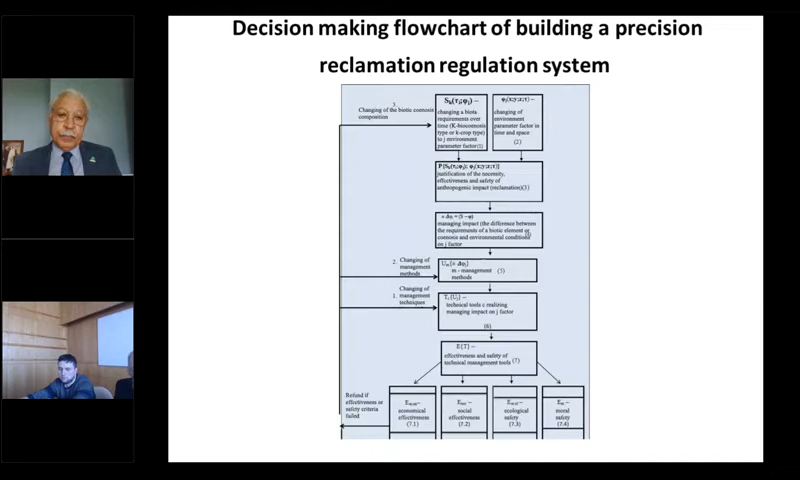 Decision making flowchart of building a precision
reclamation regulation system
3.
Changing of the biotic coenosis
composition
Sₖ(τ;φⱼ) –
changing a biota
requirements over
time (K-biocoenosis
type or k-crop type)
to j environment
parameter factor(1)
φⱼ(x;y;z;τ) –
changing of
environment
parameter factor in
time and space
(2)
P{Sₖ(τ;φⱼ); φⱼ(x;y;z;τ)}
justification of the necessity,
effectiveness and safety of
anthropogenic impact (reclamation)(3)
± Δφⱼ = (S – φ)
managing impact (the difference between
the requirements of a biotic element or
coenosis and environmental conditions
on j factor
2. Changing of
management
methods
Uₘ(± Δφⱼ)
m – management
methods
(5)
Changing of
1. management
techniques
technical tools c realizing
managing impact on j factor
(6)
E{T} –
effectiveness and safety of
technical management tools (7)
Refund if
effectiveness or
safety criteria
failed
economical
effectiveness
(7.1)
social
effectiveness
(7.2)
ecological
safety
(7.3)
moral
safety
(7.4)